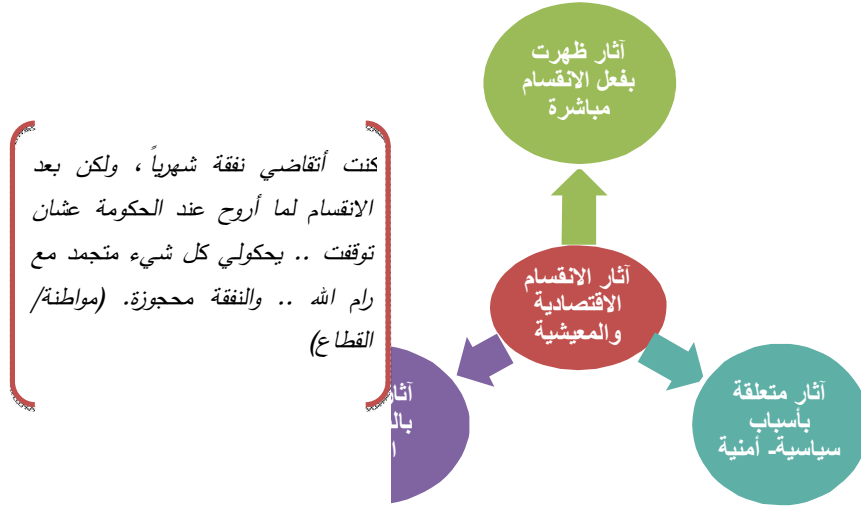 آثار ظهرت
بفعل الانقسام
مباشرة
كنت أتقاضي نفقة شهرياً ، ولكن بعد
الانقسام لما أروح عند الحكومة عشان
توقفت .. يحكولي كل شيء متجمد مع
رام الله .. والنفقة محجوزة. (مواطنة/
القطاع)
آثار الانقسام
الاقتصادية
والمعيشية
آثار متعلقة
بأسباب
سياسية- أمنية